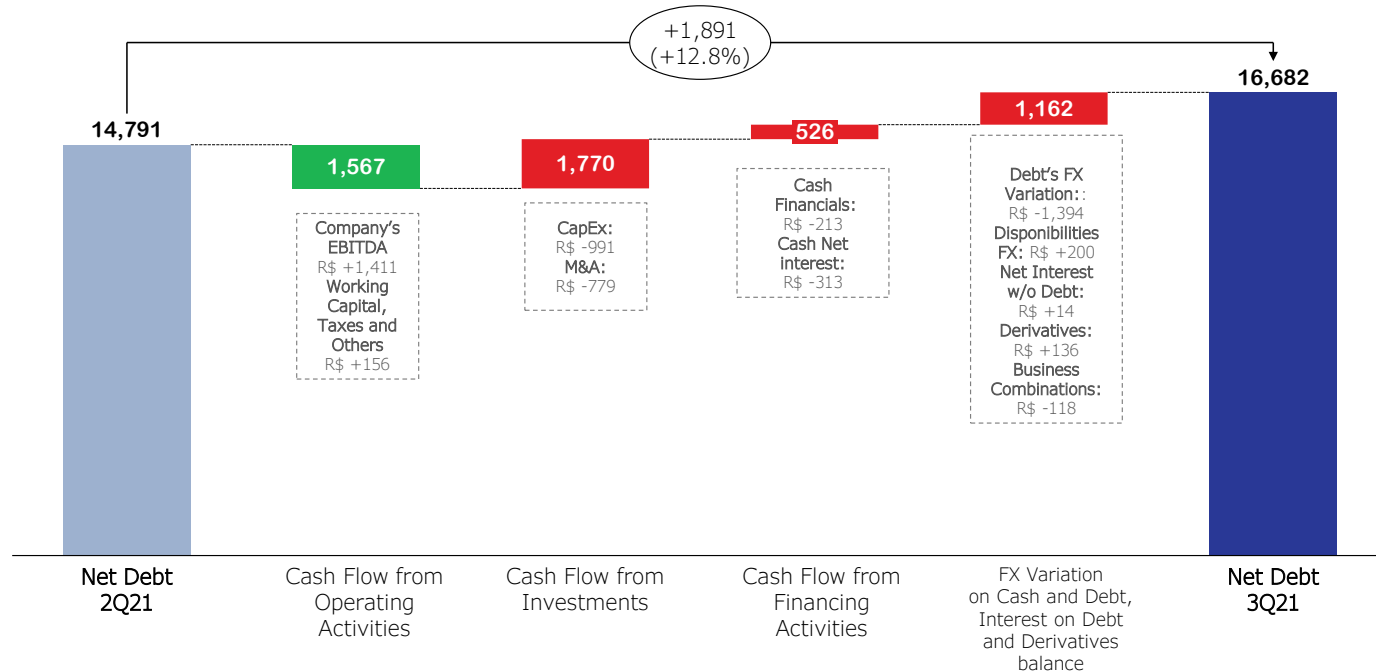 +1,891
(+12.8%)
14,791
1,567
Company's
EBITDA
R$ +1,411
Working
Capital,
Taxes and
Others
R$ +156
1,770
CapEx:
R$ -991
M&A:
R$ -779
526
Cash
Financials:
R$ -213
Cash Net
interest:
R$ -313
1,162
Debt's FX
Variation::
R$ -1,394
Disponibilities
FX: R$ +200
Net Interest
w/o Debt:
R$ +14
Derivatives:
R$ +136
Business
Combinations:
R$ -118
16,682
Net Debt
2Q21
Cash Flow from
Operating
Activities
Cash Flow from
Investments
Cash Flow from
Financing
Activities
FX Variation
on Cash and Debt,
Interest on Debt
and Derivatives
balance
Net Debt
3Q21